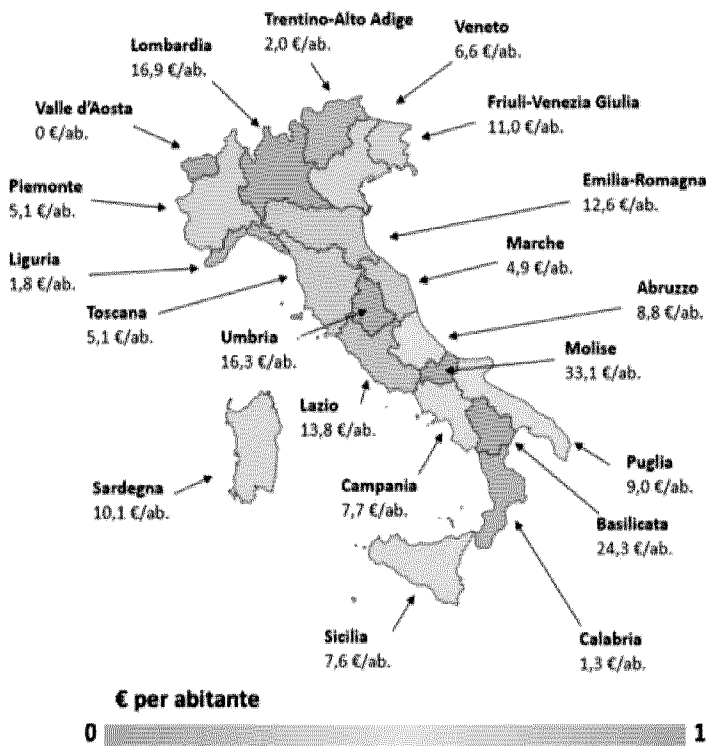 Trentino-Alto Adige
2,0 €/ab.
Veneto
6,6 €/ab.
Lombardia
16,9 €/ab.
Friuli-Venezia Giulia
11,0 €/ab.
Valle d'Aosta
0 €/ab.
Emilia-Romagna
12,6 €/ab.
Piemonte
5,1 €/ab.
Marche
4,9 €/ab.
Liguria
1,8 €/ab.
Abruzzo
8,8 €/ab.
Toscana
5,1 €/ab.
Umbria
16,3 €/ab.
Molise
33,1 €/ab.
Lazio
13,8 €/ab.
Puglia
9,0 €/ab.
Sardegna
10,1 €/ab.
Campania
7,7 €/ab.
Basilicata
24,3 €/ab.
Sicilia
7,6 €/ab.
Calabria
1,3 €/ab.
€ per abitante
0
1